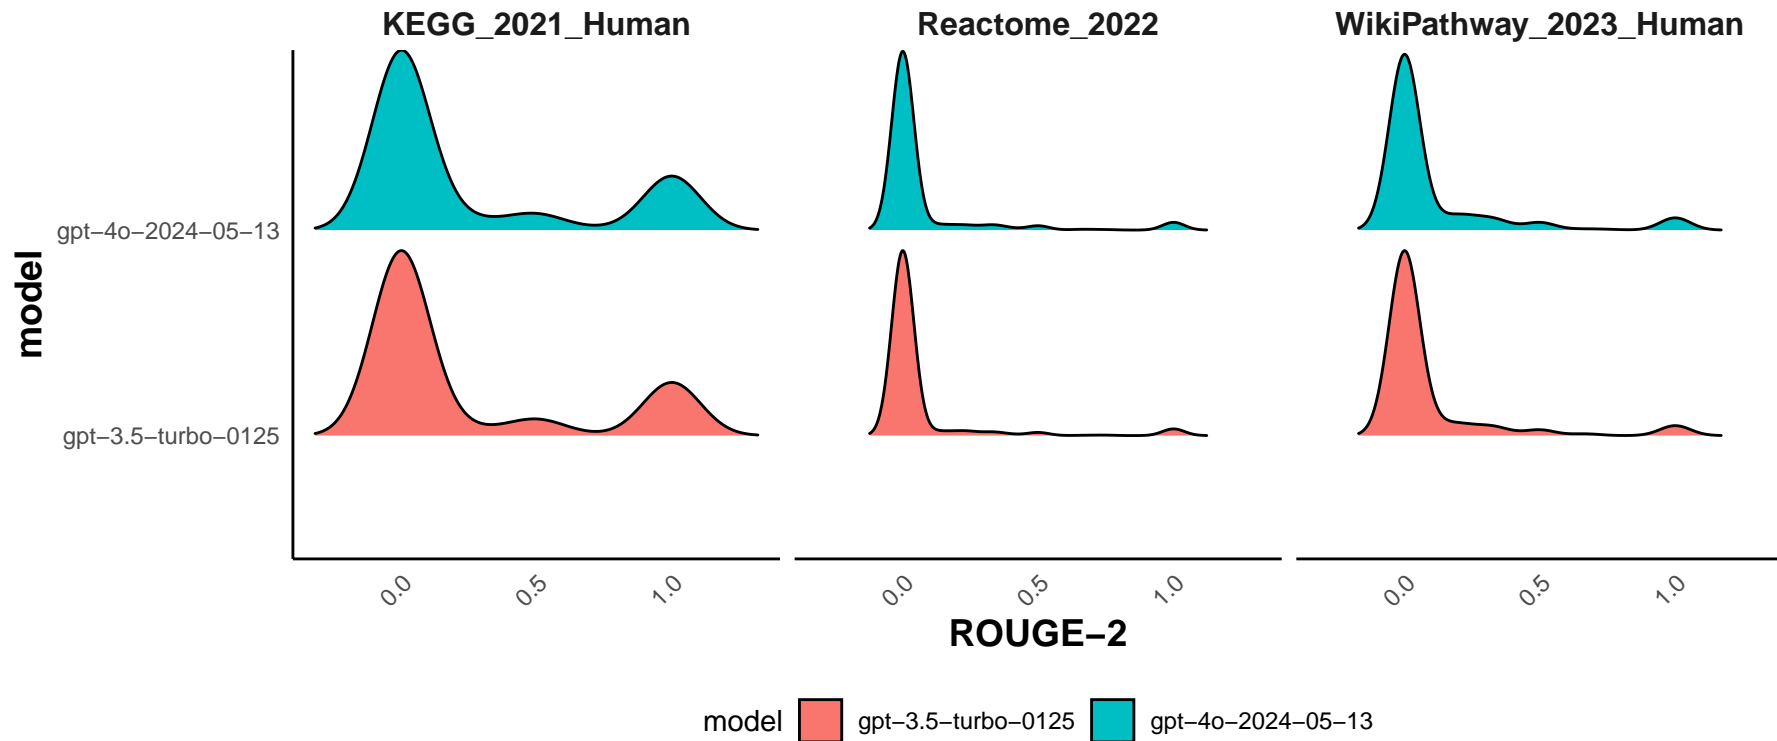 KEGG_2021_Human Reactome_2022 WikiPathway_2023_Human
model
gpt−4o−2024−05−13
gpt−3.5−turbo−0125
0.0 0.5 1.0 0.0 0.5 1.0 0.0 0.5 1.0
ROUGE−2
model gpt−3.5−turbo−0125 gpt−4o−2024−05−13